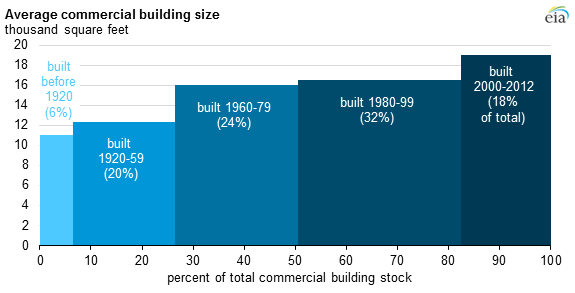 Average commercial building size
thousand square feet
eia
20
18
16
14
12
10
8
6
4
2
0
built
before
1920
(6%)
built
1920-59
(20%)
built 1960-79
(24%)
built 1980-99
(32%)
built
2000-2012
(18%
of total)
0 10 20 30 40 50 60 70 80 90 100
percent of total commercial building stock